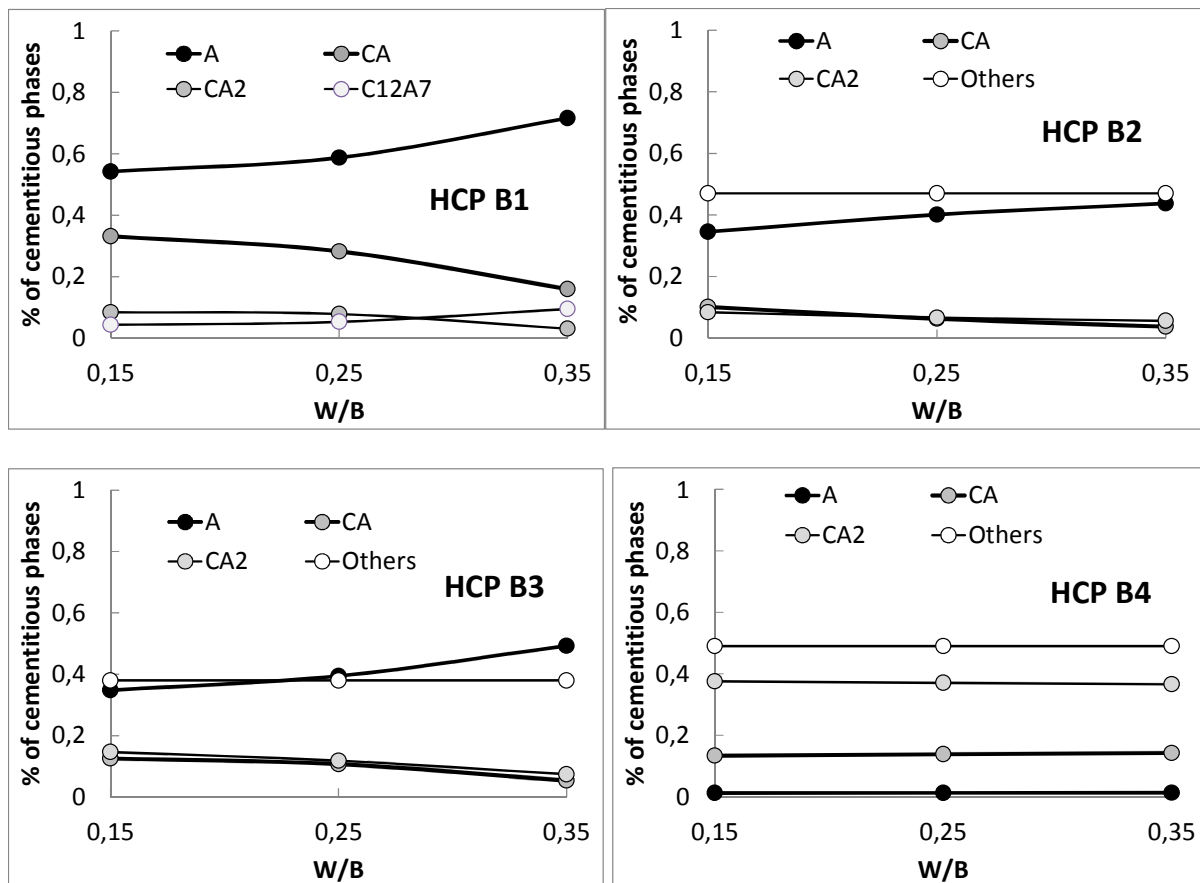 % of cementitious phases
1
0,8
0,6
0,4
0,2
0
A
CA
CA2
C12A7
HCP B1
0,15
0,25
0,35
W/B
% of cementitious phases
1
0,8
0,6
0,4
0,2
0
A
CA
CA2
Others
HCP B2
0,15
0,25
0,35
W/B
% of cementitious phases
1
0,8
0,6
0,4
0,2
0
A
CA
CA2
Others
HCP B3
0,15
0,25
0,35
W/B
% of cementitious phases
1
0,8
0,6
0,4
0,2
0
A
CA
CA2
Others
HCP B4
0,15
0,25
0,35
W/B